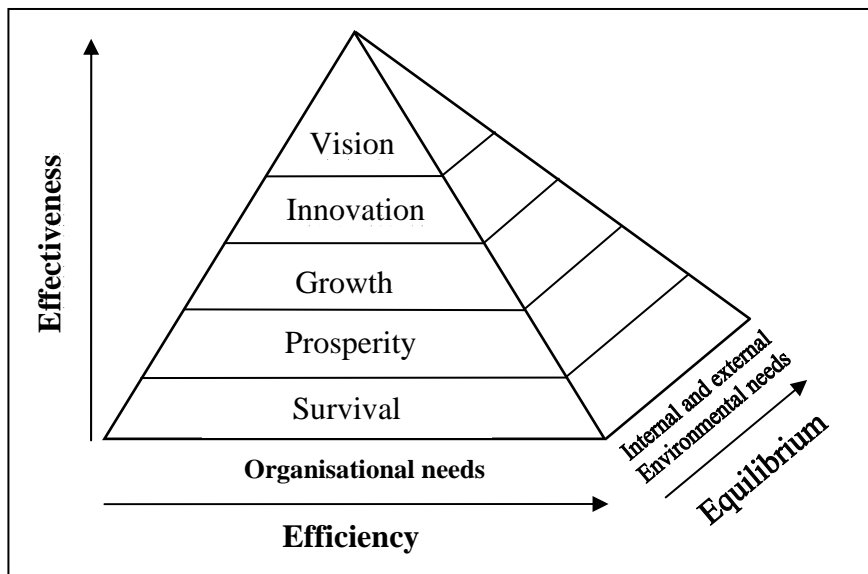 Effectiveness
Vision
Innovation
Growth
Prosperity
Survival
Organisational needs
Efficiency
Internal and external
Environmental needs
Equilibrium